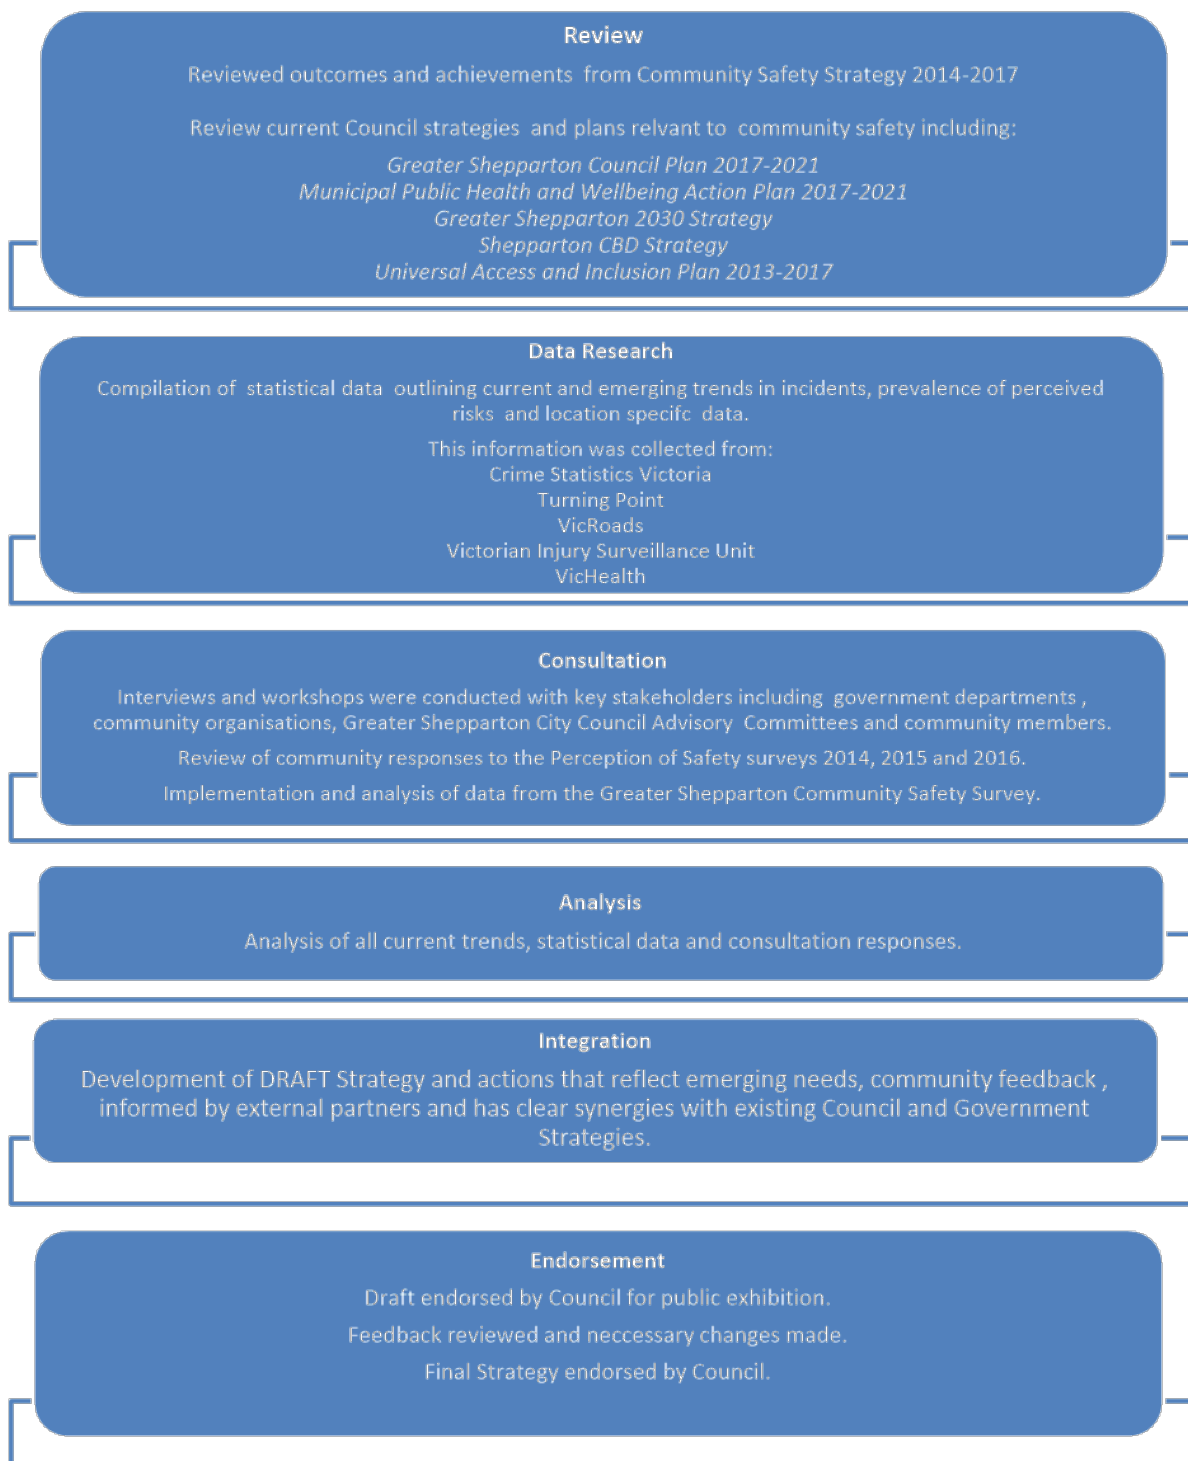 Review
Reviewed outcomes and achievements from Community Safety Strategy 2014-2017
Review current Council strategies and plans relvant to community safety including:
Greater Shepparton Council Plan 2017-2021
Municipal Public Health and Wellbeing Action Plan 2017-2021
Greater Shepparton 2030 Strategy
Shepparton CBD Strategy
Universal Access and Inclusion Plan 2013-2017
Data Research
Compilation of statistical data outlining current and emerging trends in incidents, prevalence of perceived
risks and location specifc data.
This information was collected from:
Crime Statistics Victoria
Turning Point
VicRoads
Victorian Injury Surveillance Unit
VicHealth
Consultation
Interviews and workshops were conducted with key stakeholders including government departments ,
community organisations, Greater Shepparton City Council Advisory Committees and community members.
Review of community responses to the Perception of Safety surveys 2014, 2015 and 2016.
Implementation and analysis of data from the Greater Shepparton Community Safety Survey.
Analysis
Analysis of all current trends, statistical data and consultation responses.
Integration
Development of DRAFT Strategy and actions that reflect emerging needs, community feedback ,
informed by external partners and has clear synergies with existing Council and Government
Strategies.
Endorsement
Draft endorsed by Council for public exhibition.
Feedback reviewed and neccessary changes made.
Final Strategy endorsed by Council.